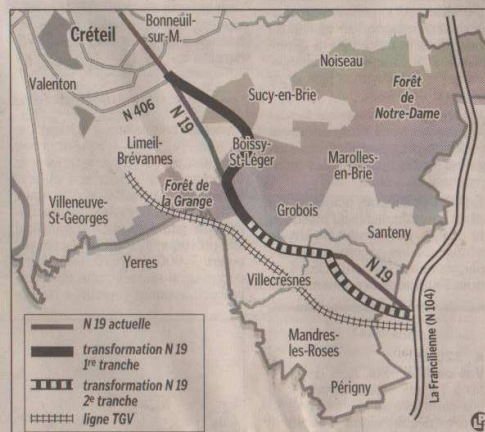 Créteil
Bonneuil-
sur-M.
Noiseau
Valenton
Forêt
de
Notre-Dame
N 406
N 19
Sucy-en-Brie
Limeil-
Brévannes
Boissy-
St-Léger
Marolles-
en-Brie
Villeneuve-
St-Georges
Forêt de
la Grange
Grobois
Santeny
Yerres
N 19
Villecresnes
La Francilienne (N 104)
Mandres-
les-Roses
Périgny
N 19 actuelle
transformation N 19
1re tranche
transformation N 19
2e tranche
ligne TGV
LP